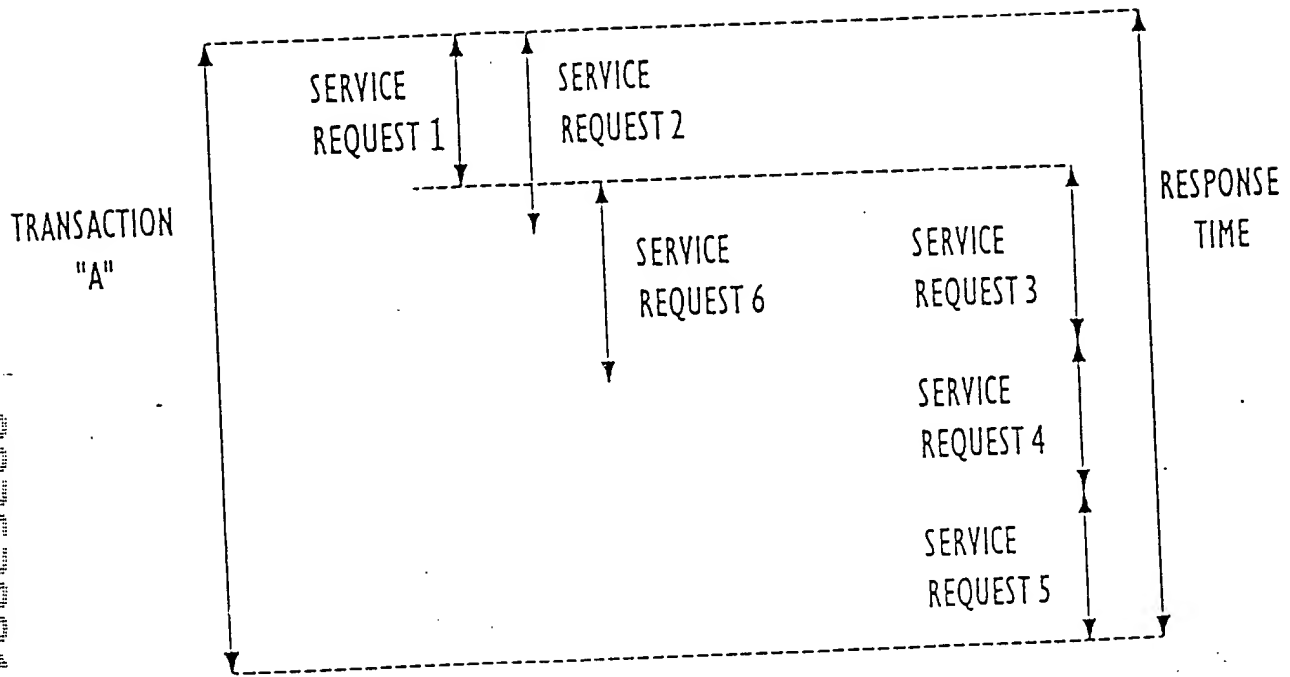 SERVICE
REQUEST 1
SERVICE
REQUEST 2
TRANSACTION
"A"
RESPONSE
TIME
SERVICE
REQUEST 6
SERVICE
REQUEST 3
SERVICE
REQUEST 4
SERVICE
REQUEST 5